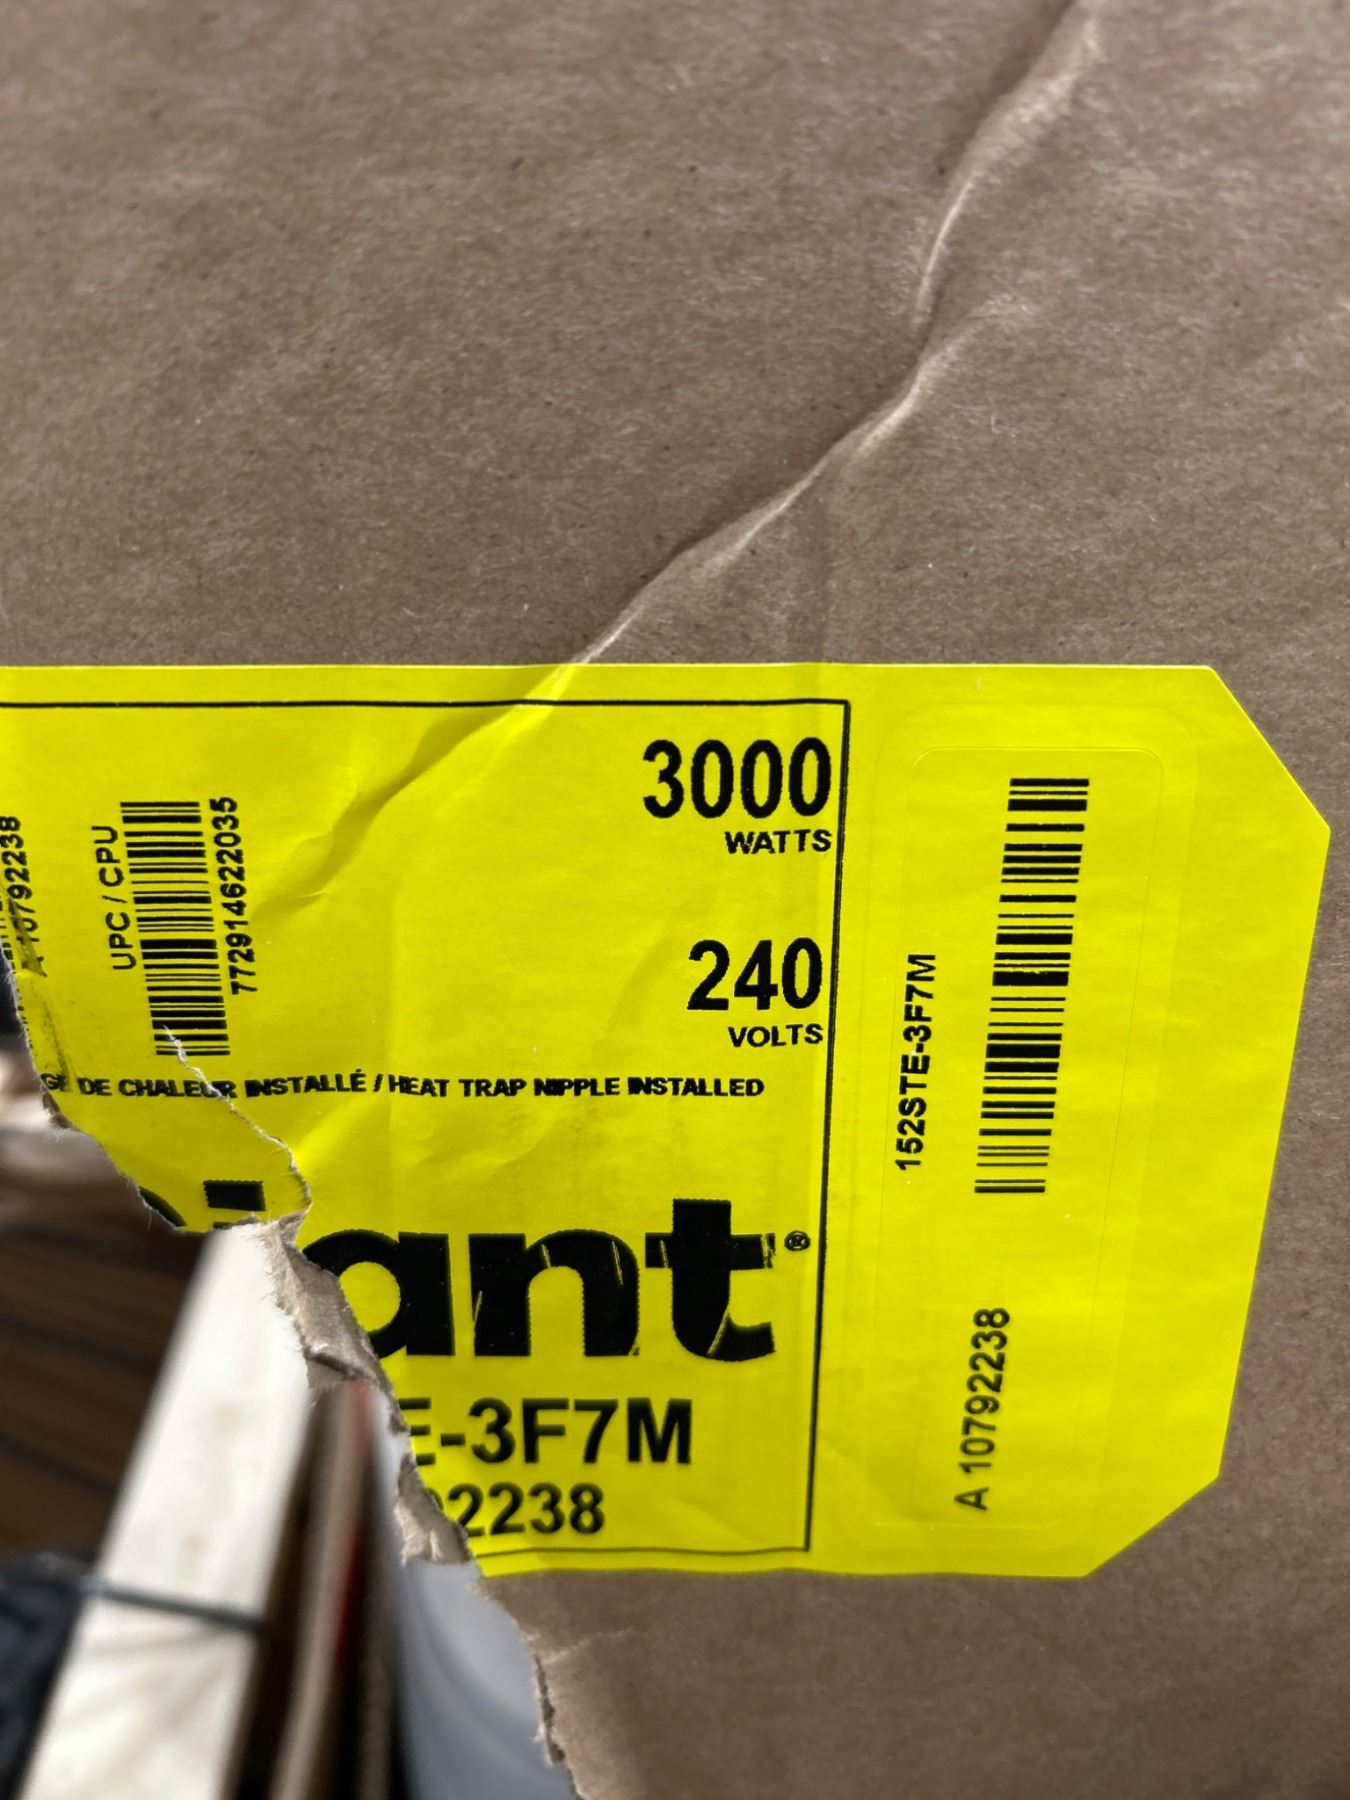 3000
WATTS
240
VOLTS
UPC / CPU
772914622035
DE CHALEUR INSTALLÉ / HEAT TRAP NIPPLE INSTALLED
ant®
E-3F7M
2238
152STE-3F7M
A 10792238
A 10792238